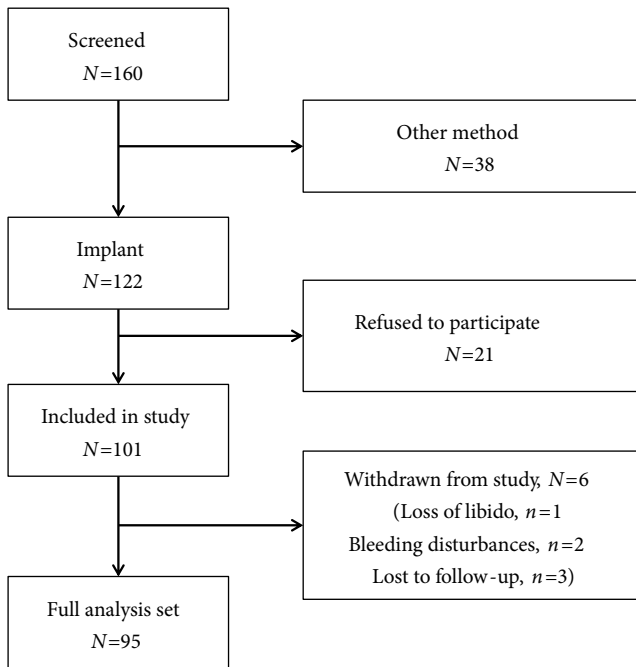 Screened
N=160
Other method
N=38
Implant
N=122
Refused to participate
N=21
Included in study
N=101
Withdrawn from study, N=6
(Loss of libido, n=1
Bleeding disturbances, n=2
Lost to follow-up, n=3)
Full analysis set
N=95